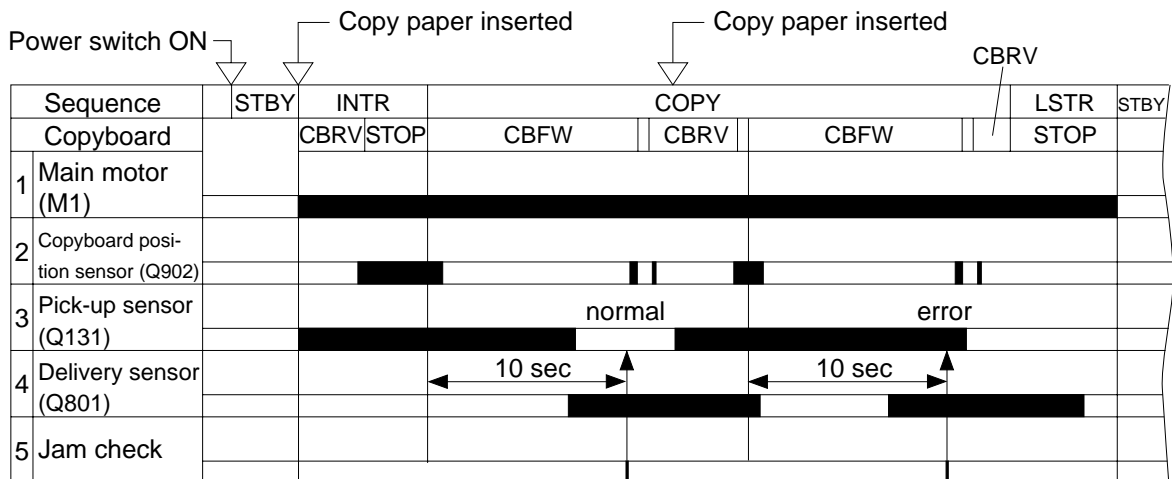 Copy paper inserted
Copy paper inserted
Power switch ON
CBRV
Sequence STBY INTR COPY LSTR STBY
Copyboard CBRV STOP CBFW CBRV CBFW STOP
1 Main motor
(M1)
2 Copyboard posi-
tion sensor (Q902)
3 Pick-up sensor normal error
(Q131)
4 Delivery sensor 10 sec 10 sec
(Q801)
5 Jam check